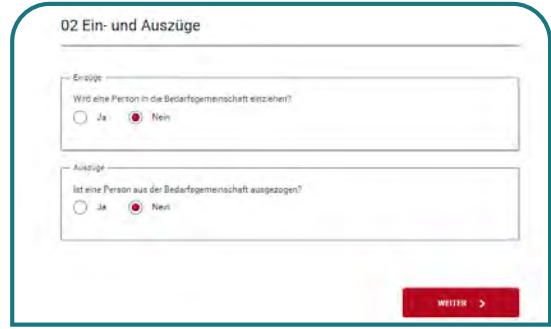 02 Ein- und Auszüge
Einzüge
Wird eine Person in die Bedarfsgemeinschaft einziehen?
Ja Nein
Auszüge
Ist eine Person aus der Bedarfsgemeinschaft ausgezogen?
Ja Nein
WEITER >